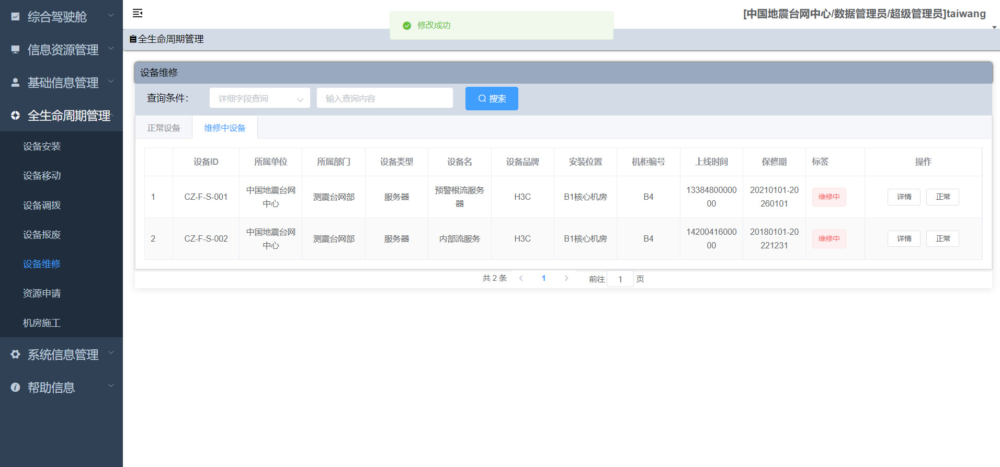 综合驾驶舱
信息资源管理
基础信息管理
全生命周期管理
设备安装
设备移动
设备调拨
设备报废
设备维修
资源申请
机房施工
系统信息管理
帮助信息
[中国地震台网中心/数据管理员/超级管理员]taiwang
修改成功
全生命周期管理
设备维修
查询条件： 详细字段查询 输入查询内容 搜索
正常设备 维修中设备
设备ID 所属单位 所属部门 设备类型 设备名 设备品牌 安装位置 机柜编号 上线时间 保修期 标签 操作
1 CZ-F-S-001 中国地震台网中心 测震台网部 服务器 预警根流服务器 H3C B1核心机房 B4 1338480000000 20210101-20260101 维修中 详情 正常
2 CZ-F-S-002 中国地震台网中心 测震台网部 服务器 内部流服务 H3C B1核心机房 B4 1420041600000 20180101-20221231 维修中 详情 正常
共 2 条 1 前往 1 页